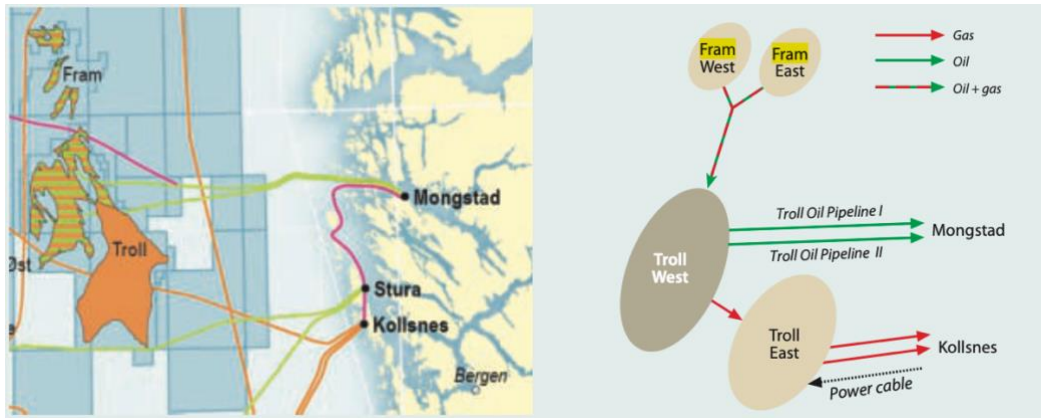 Fram
Mongstad
Troll
Øst
Stura
Kollsnes
e
Bergen
Fram
West
Fram
East
Gas
Oil
Oil + gas
Troll Oil Pipeline I
Mongstad
Troll Oil Pipeline II
Troll
West
Troll
East
Kollsnes
Power cable